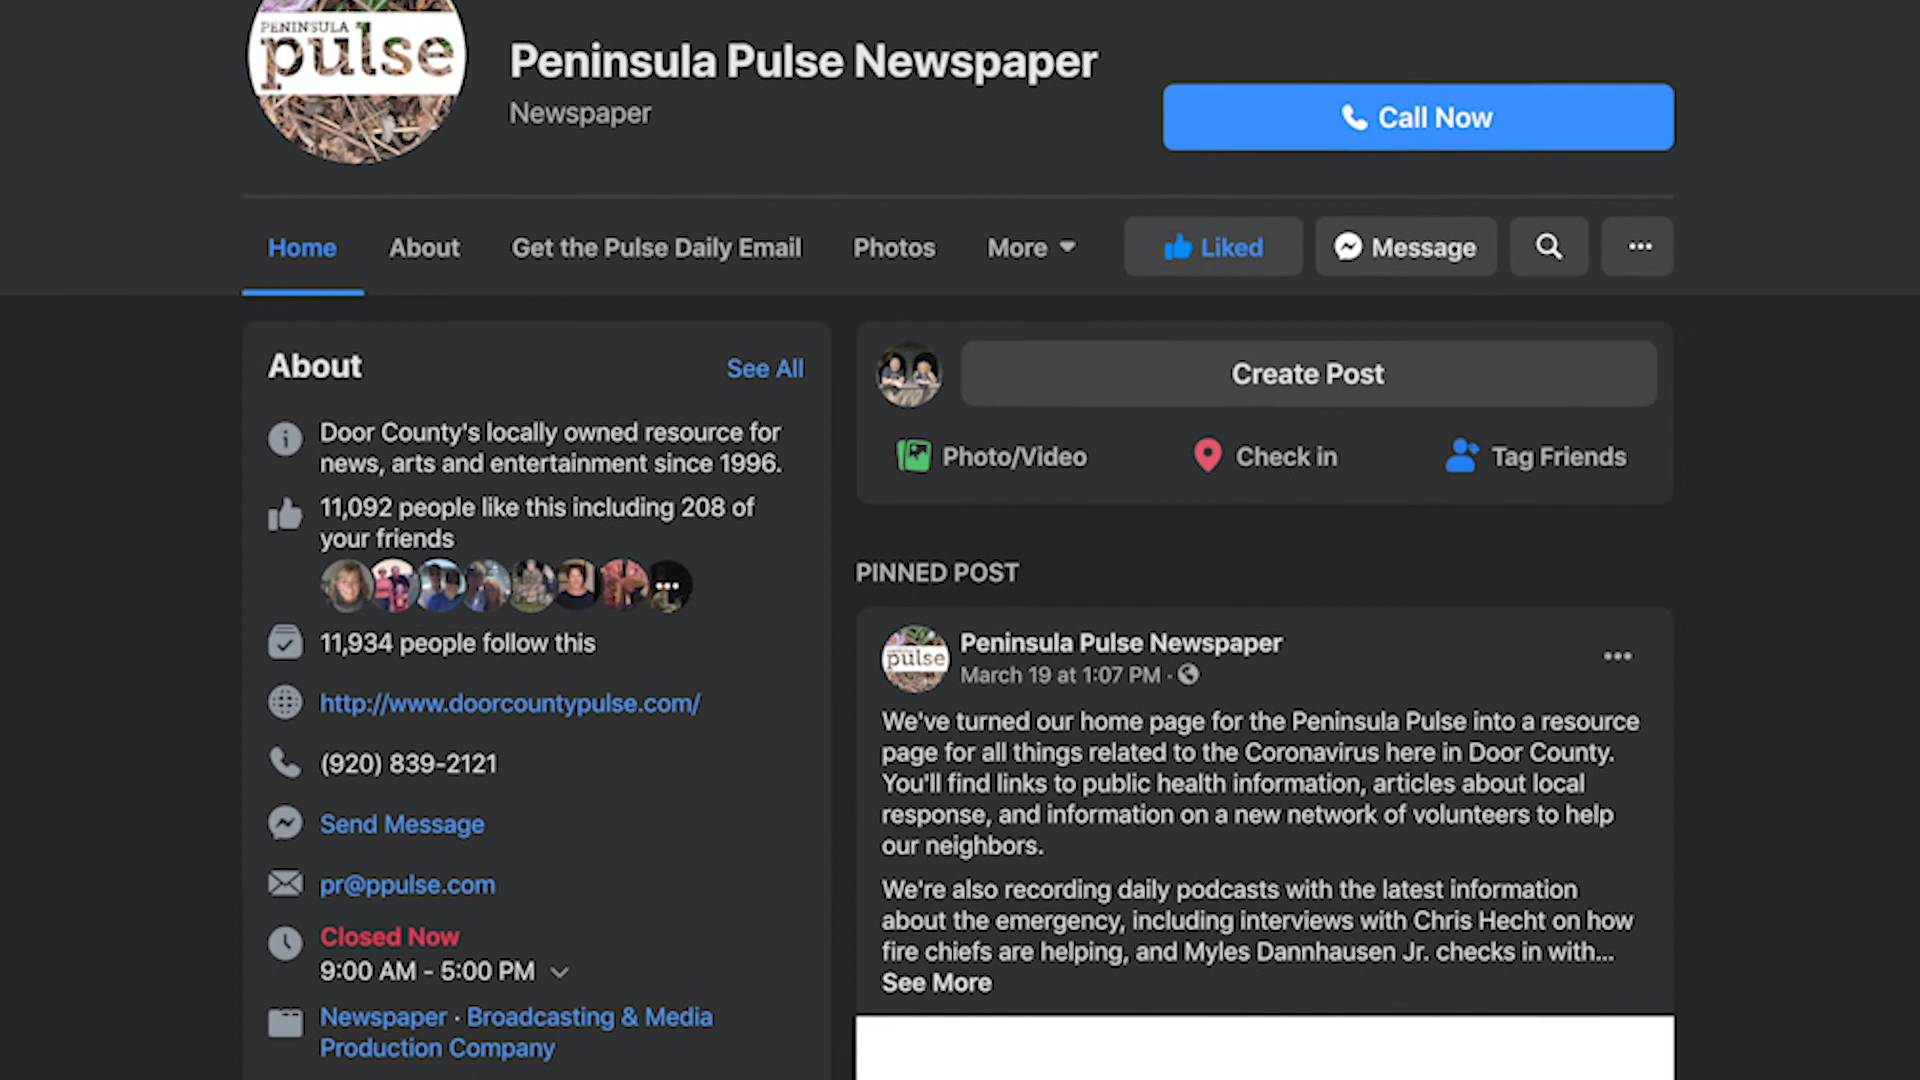 PENINSULA
pulse
Peninsula Pulse Newspaper
Newspaper
Call Now
Home
About
Get the Pulse Daily Email
Photos
More
Liked
Message
About
See All
Door County's locally owned resource for
news, arts and entertainment since 1996.
11,092 people like this including 208 of
your friends
11,934 people follow this
http://www.doorcountypulse.com/
(920) 839-2121
Send Message
pr@ppulse.com
Closed Now
9:00 AM - 5:00 PM
Newspaper · Broadcasting & Media
Production Company
Create Post
Photo/Video
Check in
Tag Friends
PINNED POST
pulse
Peninsula Pulse Newspaper
March 19 at 1:07 PM ·
We've turned our home page for the Peninsula Pulse into a resource
page for all things related to the Coronavirus here in Door County.
You'll find links to public health information, articles about local
response, and information on a new network of volunteers to help
our neighbors.
We're also recording daily podcasts with the latest information
about the emergency, including interviews with Chris Hecht on how
fire chiefs are helping, and Myles Dannhausen Jr. checks in with...
See More